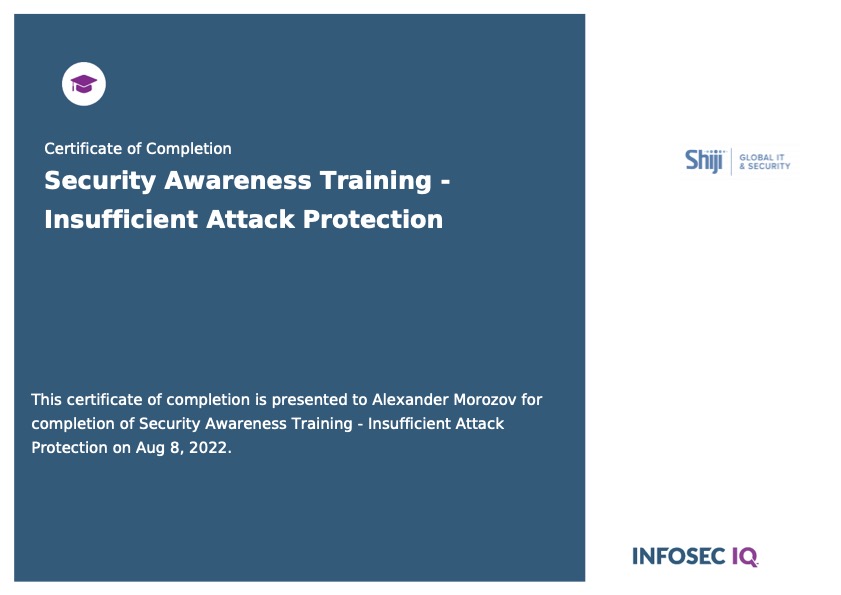 Certificate of Completion
Security Awareness Training -
Insufficient Attack Protection
This certificate of completion is presented to Alexander Morozov for
completion of Security Awareness Training - Insufficient Attack
Protection on Aug 8, 2022.
Shiji
GLOBAL IT
& SECURITY
INFOSEC IQ